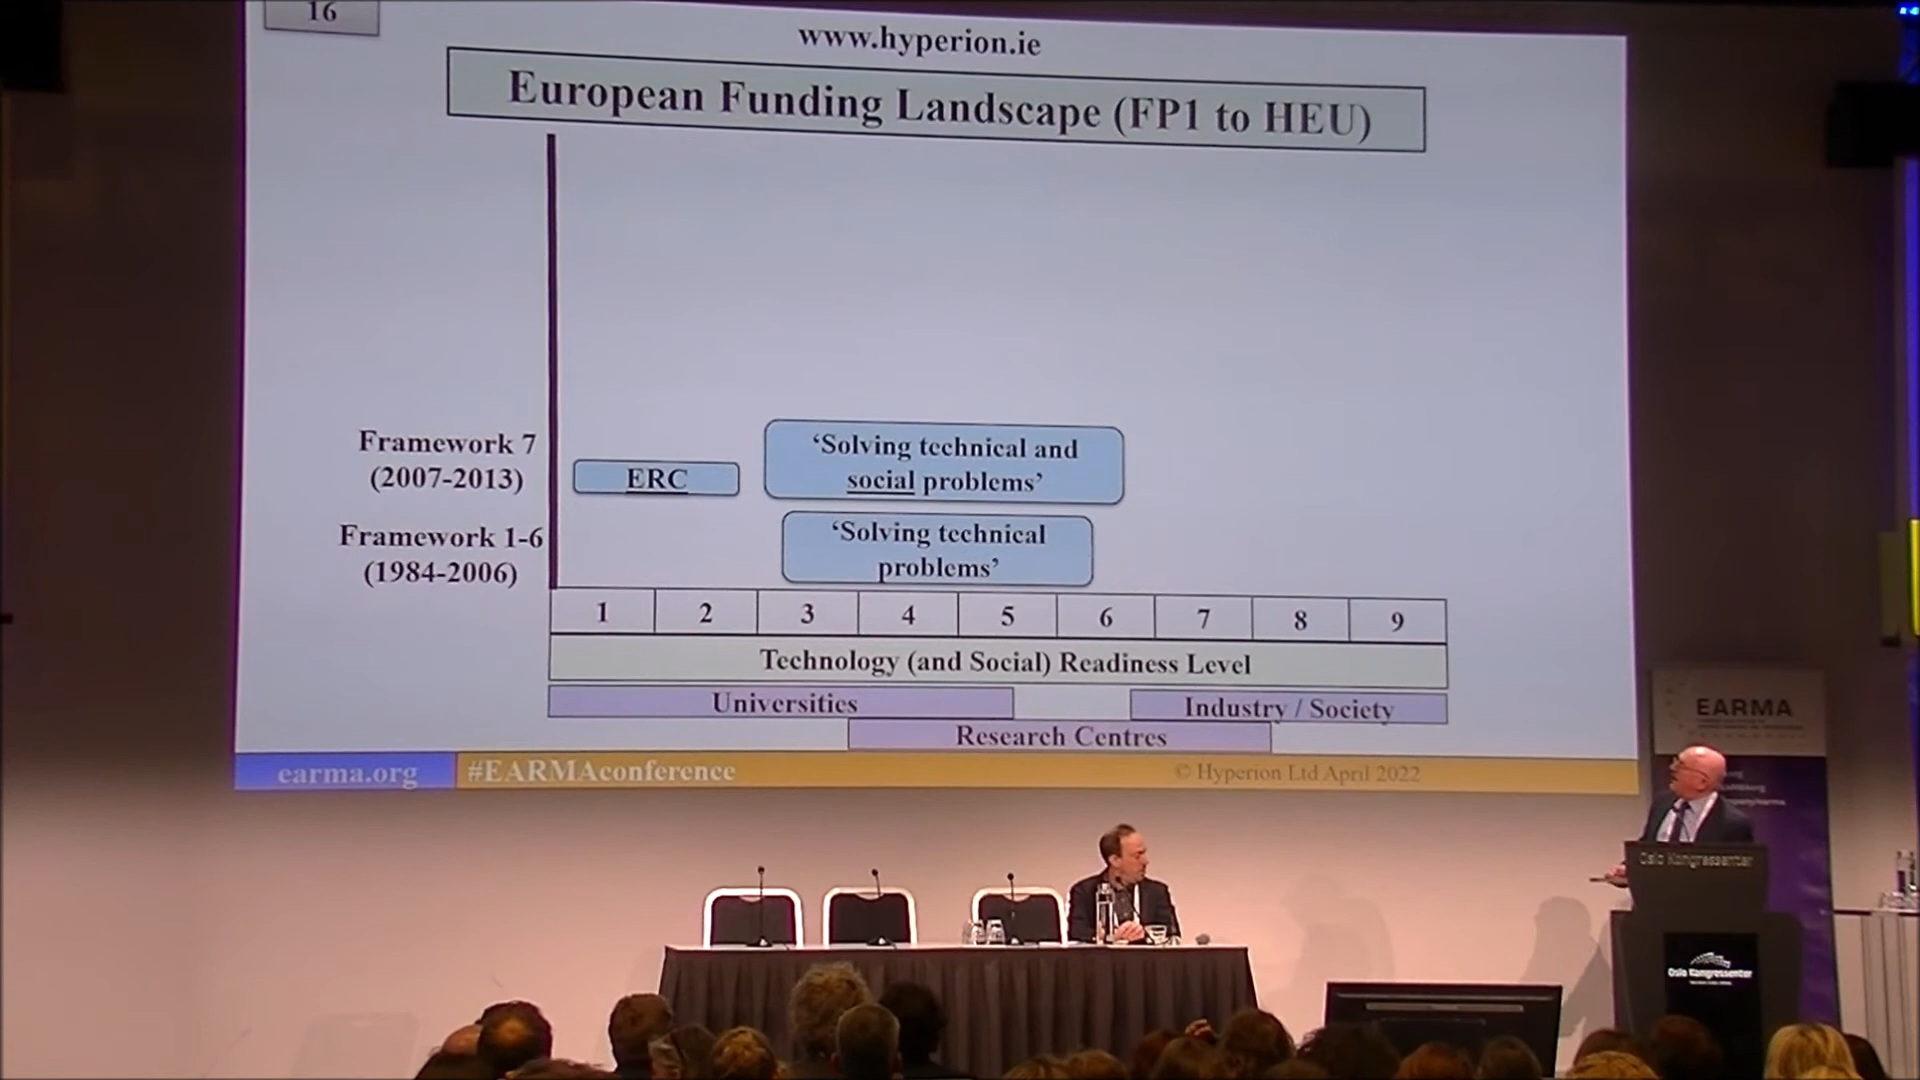 16
www.hyperion.ie
European Funding Landscape (FP1 to HEU)
Framework 7
(2007-2013)
ERC
‘Solving technical and
social problems’
Framework 1-6
(1984-2006)
‘Solving technical
problems’
1 2 3 4 5 6 7 8 9
Technology (and Social) Readiness Level
Universities
Industry / Society
Research Centres
earma.org
#EARMAconference
© Hyperion Ltd April 2022
EARMA
Oslo Kongressenter
Oslo Kongressenter